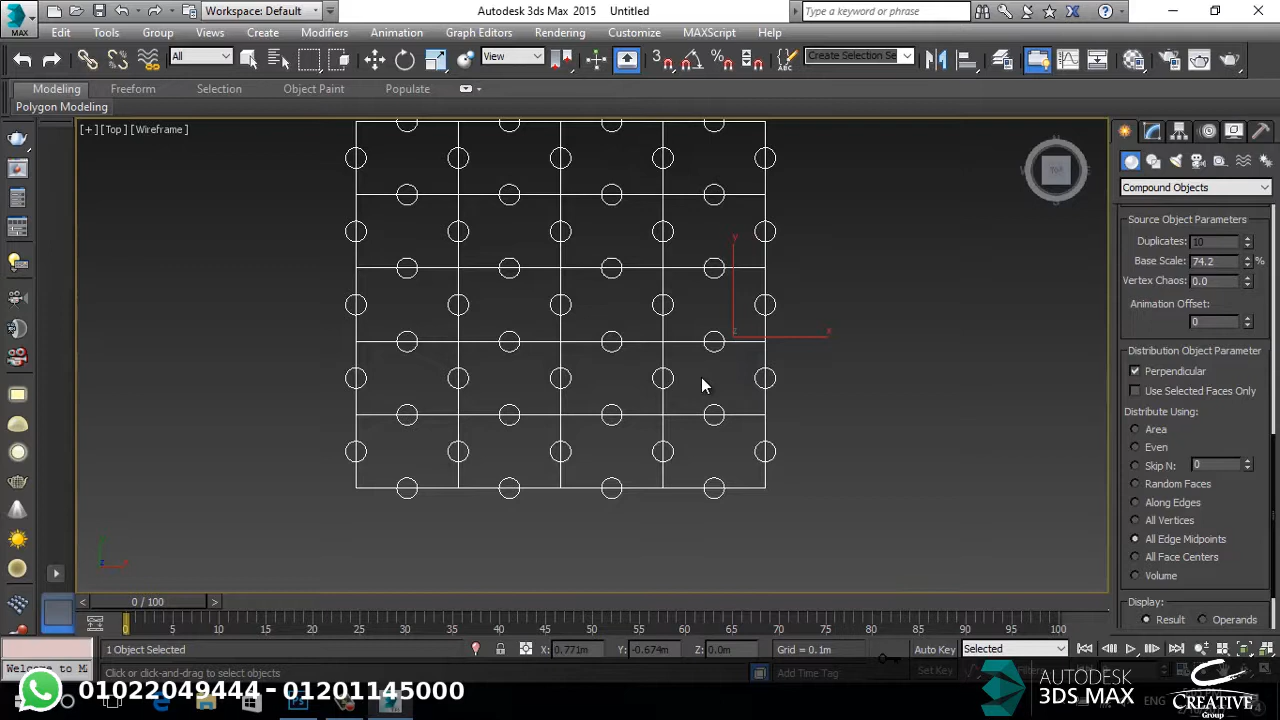 MAX
Workspace: Default
Autodesk 3ds Max 2015
Untitled
Type a keyword or phrase
Edit
Tools
Group
Views
Create
Modifiers
Animation
Graph Editors
Rendering
Customize
MAXScript
Help
All
View
3
Create Selection Se
Modeling
Freeform
Selection
Object Paint
Populate
Polygon Modeling
[+] [Top] [Wireframe]
TOP
y
z
x
Compound Objects
Source Object Parameters
Duplicates: 10
Base Scale: 74.2 %
Vertex Chaos: 0.0
Animation Offset:
0
Distribution Object Parameter
Perpendicular
Use Selected Faces Only
Distribute Using:
Area
Even
Skip N: 0
Random Faces
Along Edges
All Vertices
All Edge Midpoints
All Face Centers
Volume
Display:
Result
Operands
0 / 100
0 5 10 15 20 25 30 35 40 45 50 55 60 65 70 75 80 85 90 95 100
1 Object Selected
X: 0.771m
Y: -0.674m
Z: 0.0m
Grid = 0.1m
Auto Key
Selected
Welcome to M
Click or click-and-drag to select objects
Add Time Tag
Set Key
01022049444 - 01201145000
ENG
AUTODESK
3DS MAX
CREATIVE
Group